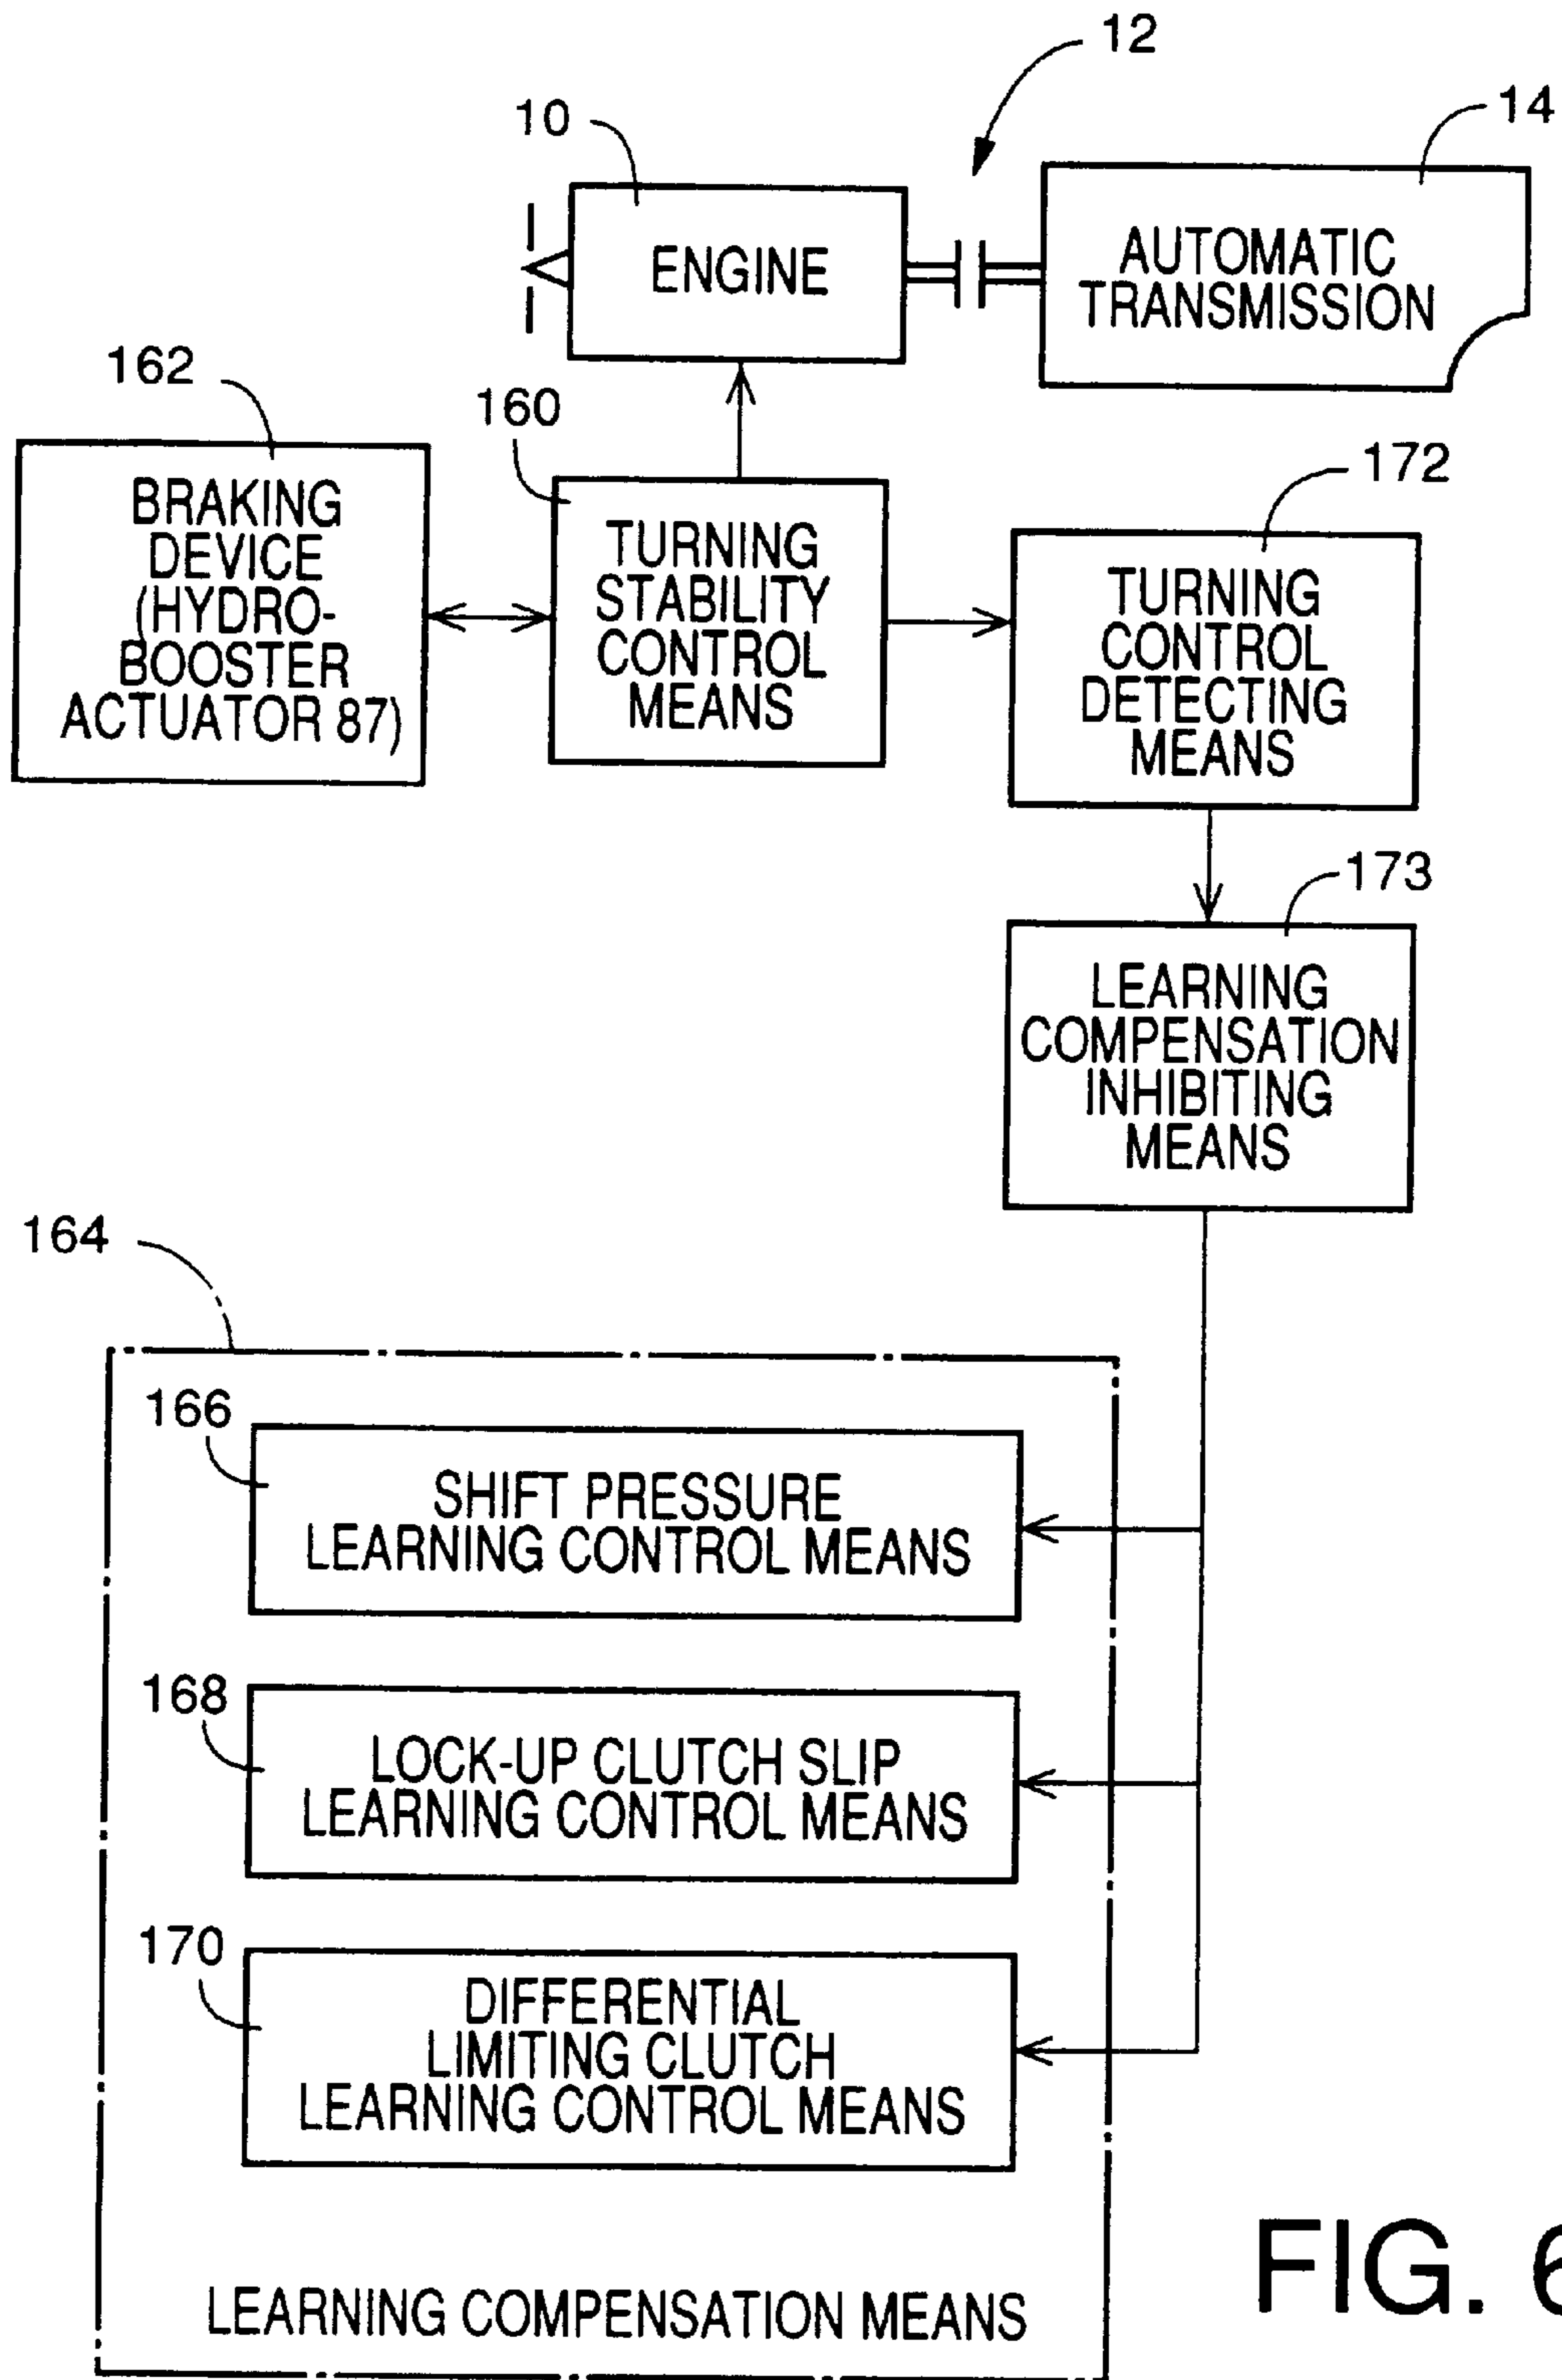 12
10
14
ENGINE
AUTOMATIC
TRANSMISSION
162
160
172
BRAKING
DEVICE
(HYDRO-
BOOSTER
ACTUATOR 87)
TURNING
STABILITY
CONTROL
MEANS
TURNING
CONTROL
DETECTING
MEANS
173
LEARNING
COMPENSATION
INHIBITING
MEANS
164
166
SHIFT PRESSURE
LEARNING CONTROL MEANS
168
LOCK-UP CLUTCH SLIP
LEARNING CONTROL MEANS
170
DIFFERENTIAL
LIMITING CLUTCH
LEARNING CONTROL MEANS
LEARNING COMPENSATION MEANS
FIG. 6